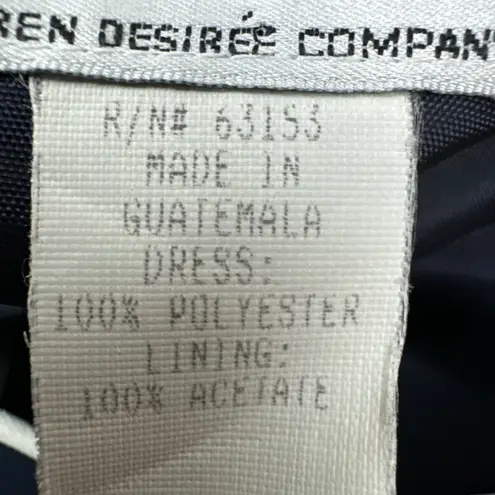 REN DESIRÉE COMPAN
R/N# 63153
MADE IN
GUATEMALA
DRESS:
100% POLYESTER
LINING:
100% ACETATE